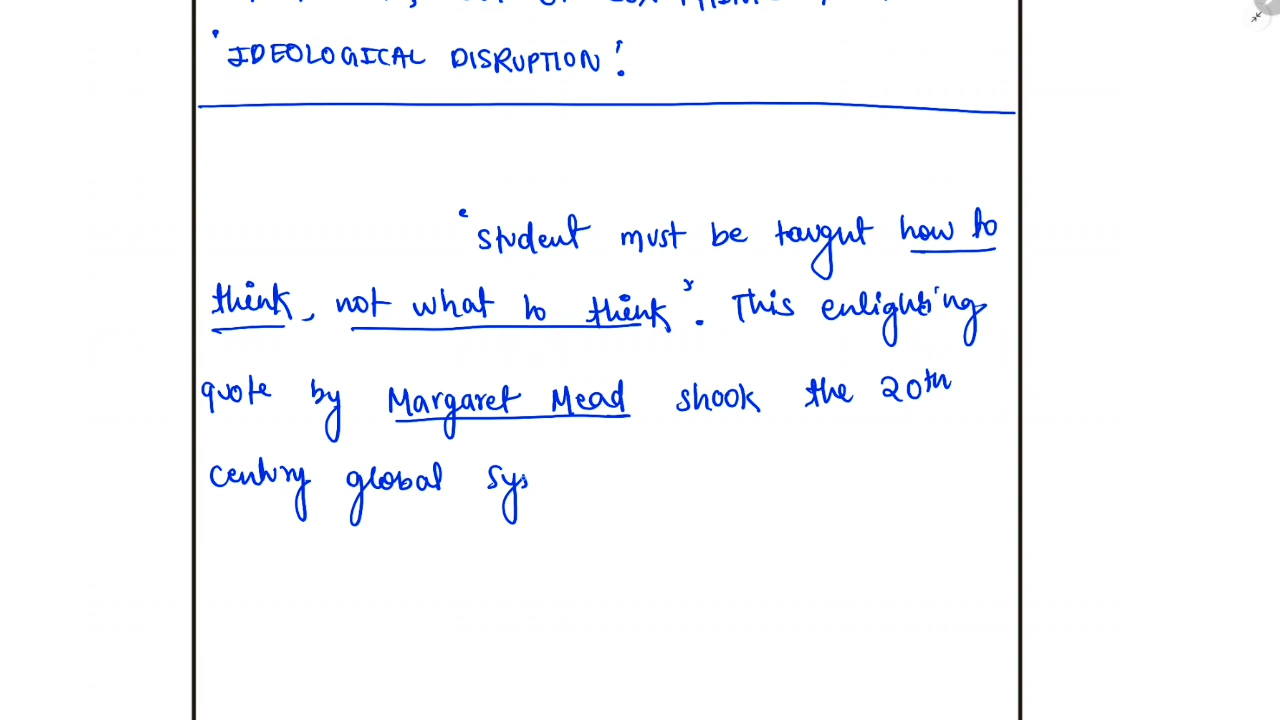 'IDEOLOGICAL DISRUPTION!
"student must be taught how to
think, not what to think". This enlighting
quote by Margaret Mead shook the 20th
century global sys